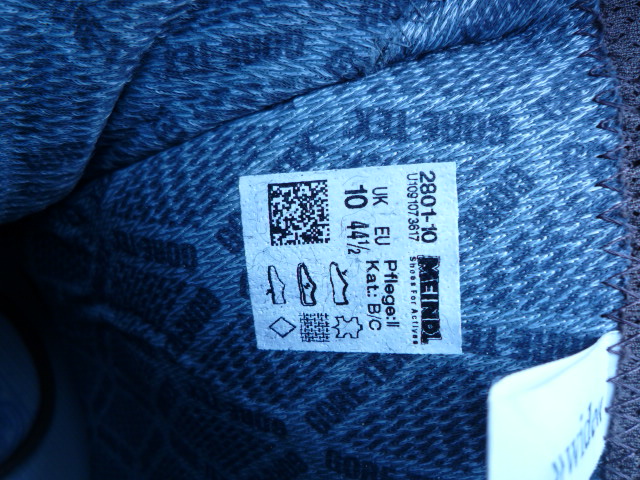 2801-10
U1091073617
MEINDL
Shoes For Actives
UK EU
10 44½
Pflege:II
Kat.: B/C
GORE-TEX